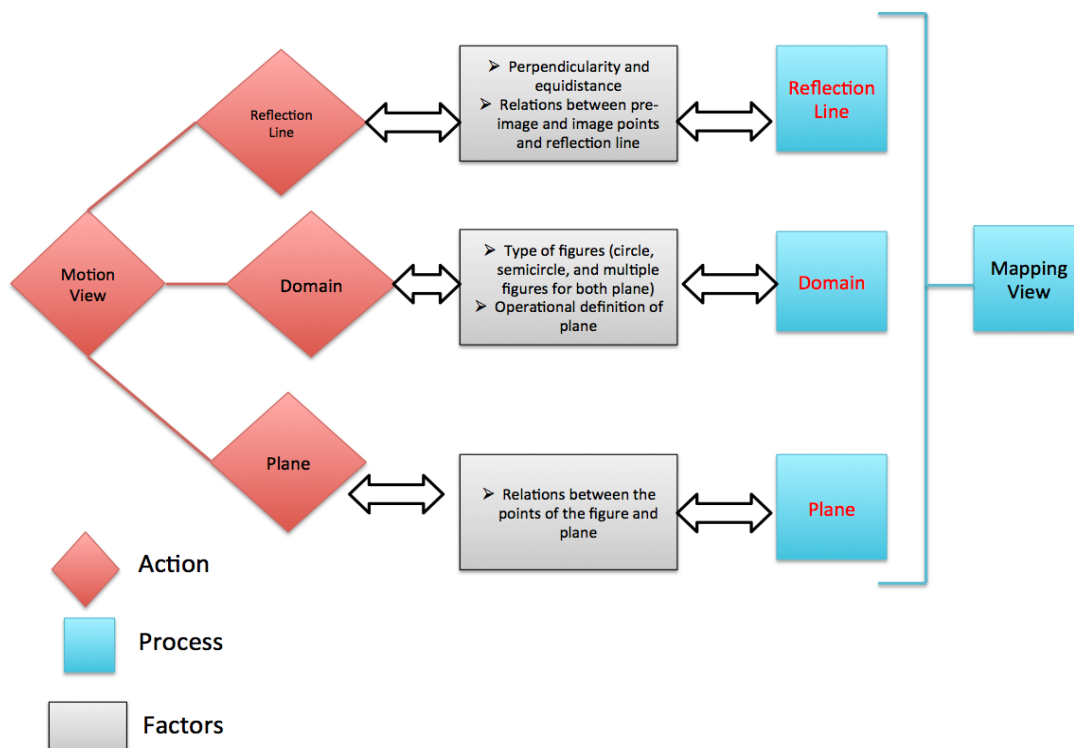 Reflection
Line
➢ Perpendicularity and
equidistance
➢ Relations between pre-
image and image points
and reflection line
Reflection
Line
Motion
View
Domain
➢ Type of figures (circle,
semicircle, and multiple
figures for both plane)
➢ Operational definition of
plane
Domain
Mapping
View
Plane
➢ Relations between the
points of the figure and
plane
Plane
Action
Process
Factors